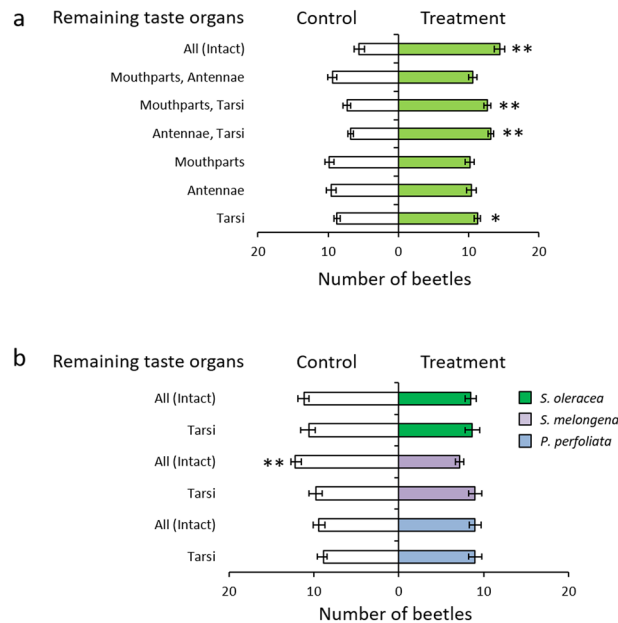 a
Remaining taste organs Control Treatment
All (Intact) **
Mouthparts, Antennae
Mouthparts, Tarsi **
Antennae, Tarsi **
Mouthparts
Antennae
Tarsi *
20 10 0 10 20
Number of beetles
b
Remaining taste organs Control Treatment
All (Intact) S. oleracea
S. melongena
Tarsi
P. perfoliata
All (Intact) **
Tarsi
All (Intact)
Tarsi
20 10 0 10 20
Number of beetles